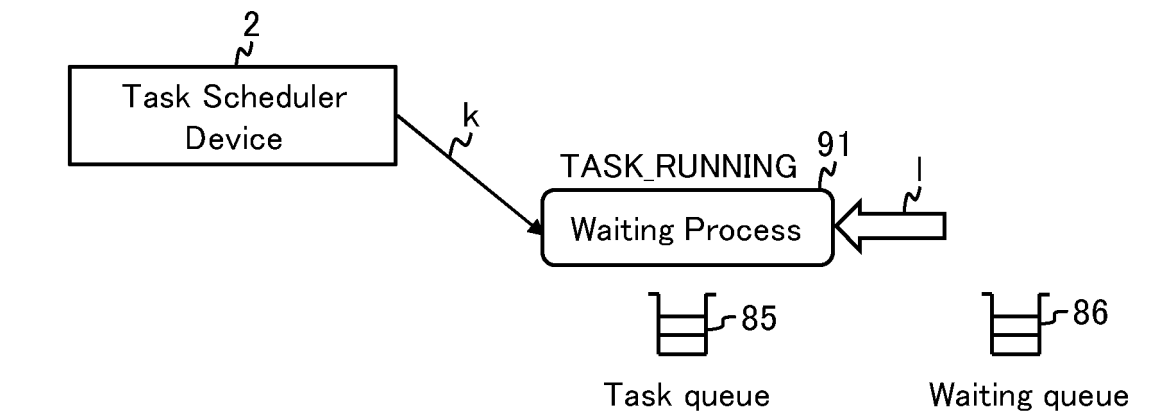 2
Task Scheduler
Device
k
TASK_RUNNING
91
l
Waiting Process
85
86
Task queue
Waiting queue